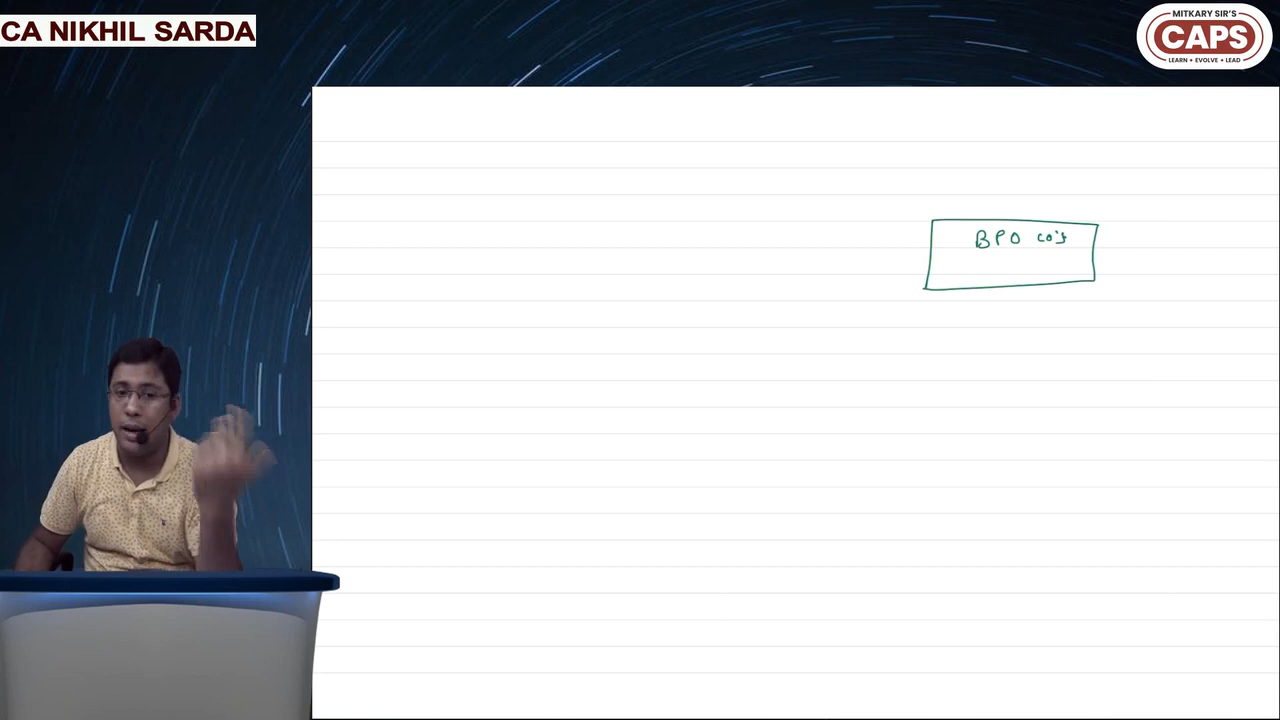 CA NIKHIL SARDA
MITKARY SIR'S
CAPS
LEARN • EVOLVE • LEAD
BPO co's